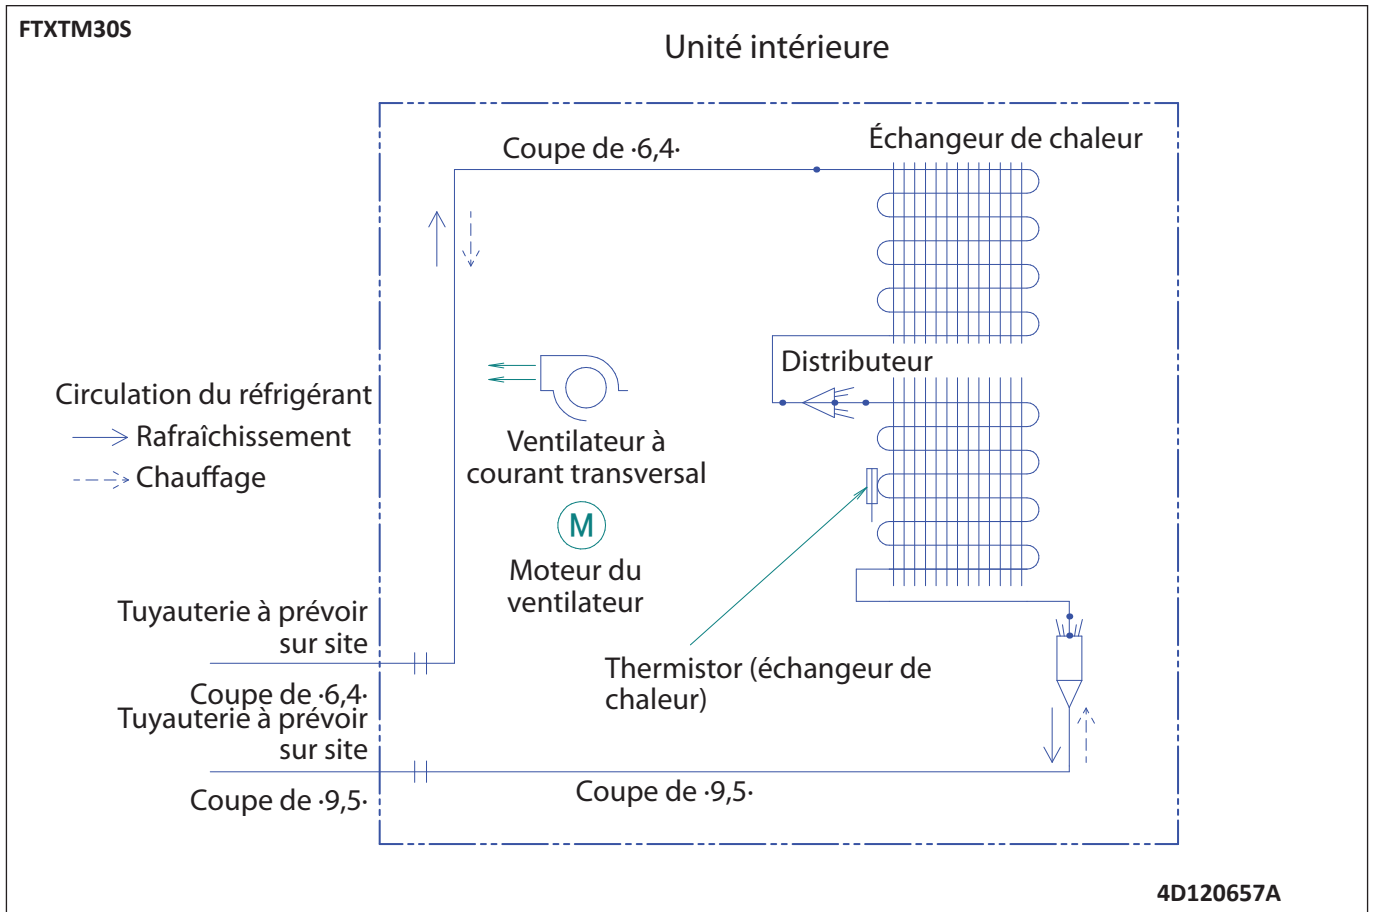 FTXTM30S
Unité intérieure
Coupe de ·6,4·
Échangeur de chaleur
Distributeur
Circulation du réfrigérant
Rafraîchissement
Chauffage
Ventilateur à
courant transversal
M
Moteur du
ventilateur
Tuyauterie à prévoir
sur site
Coupe de ·6,4·
Thermistor (échangeur de
chaleur)
Tuyauterie à prévoir
sur site
Coupe de ·9,5·
Coupe de ·9,5·
4D120657A